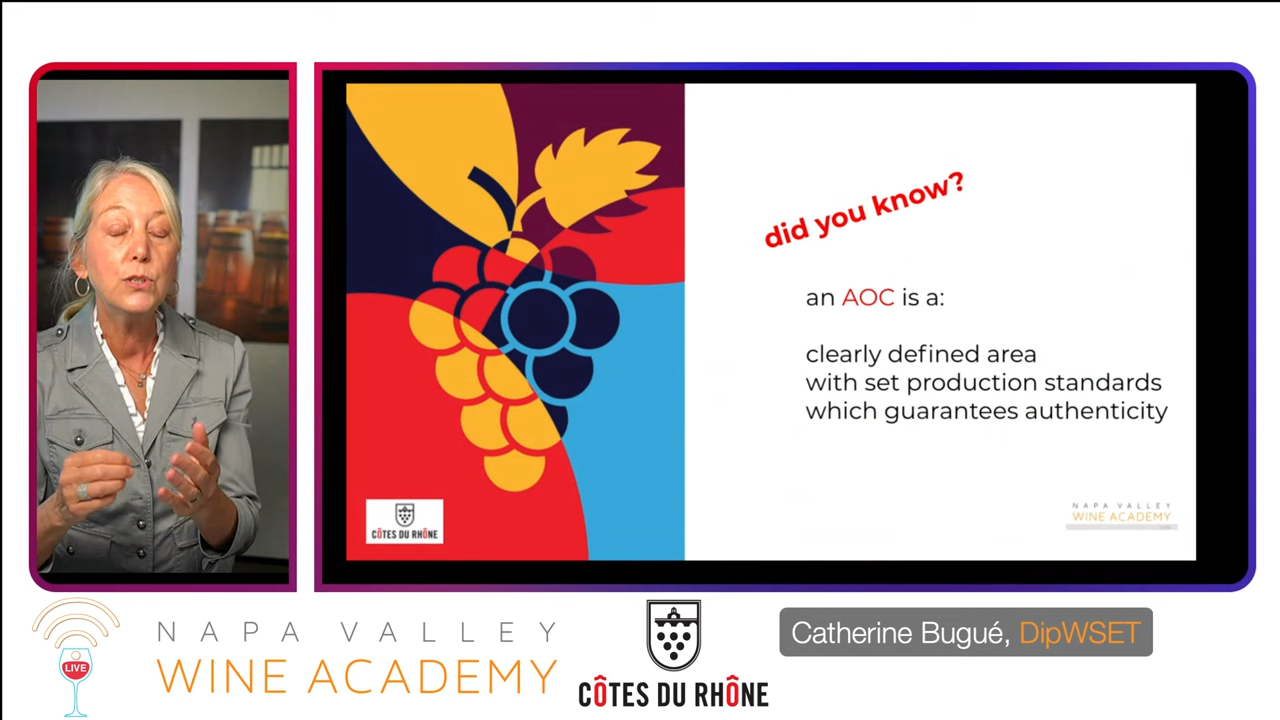 did you know?
an AOC is a:
clearly defined area
with set production standards
which guarantees authenticity
CÔTES DU RHÔNE
NAPA VALLEY
WINE ACADEMY
LIVE
NAPA VALLEY
WINE ACADEMY
CÔTES DU RHÔNE
Catherine Bugué, DipWSET